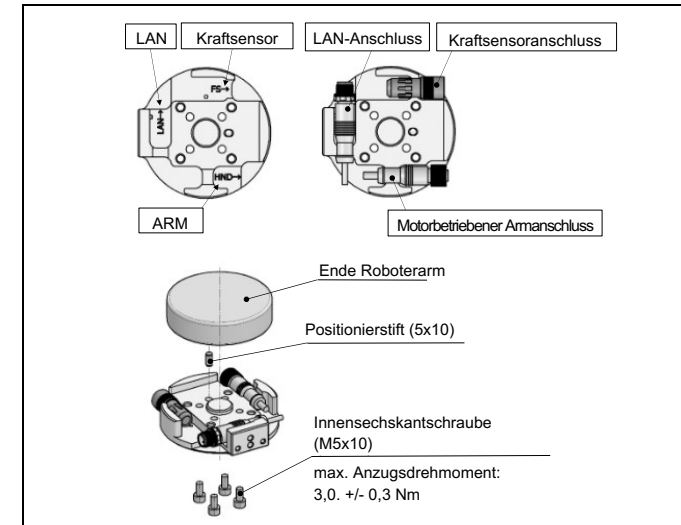 LAN
Kraftsensor
LAN-Anschluss
Kraftsensoranschluss
FS→
LAN→
HND→
ARM
Motorbetriebener Armanschluss
Ende Roboterarm
Positionierstift (5x10)
Innensechskantschraube
(M5x10)
max. Anzugsdrehmoment:
3,0. +/- 0,3 Nm